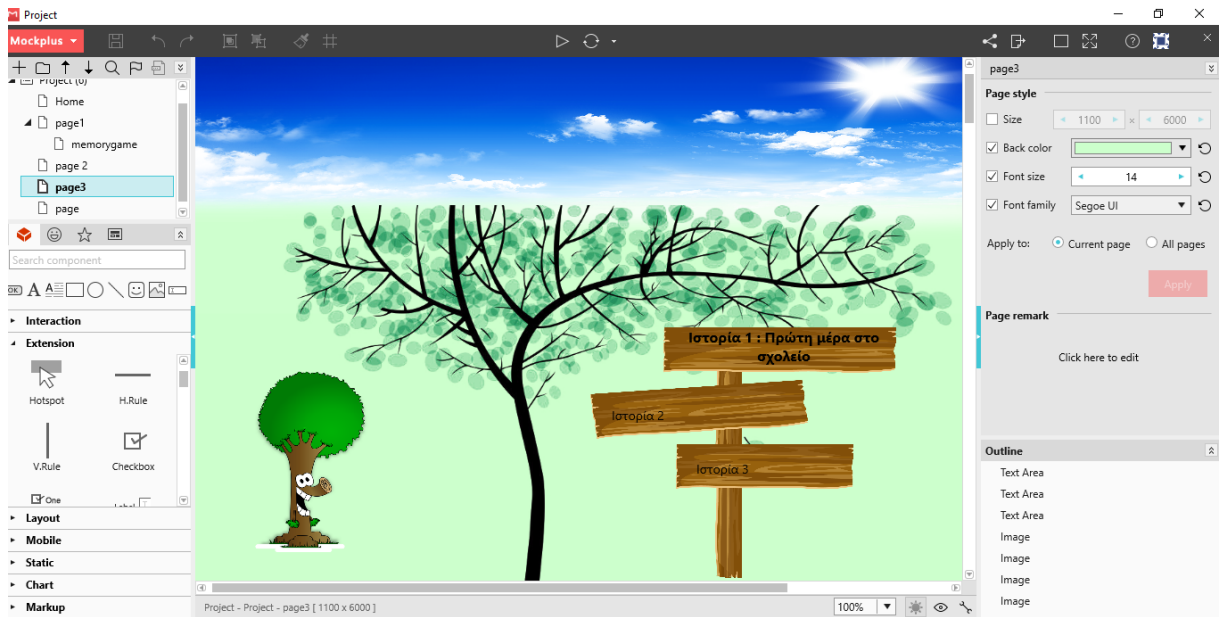 Project
Mockplus
Project (6)
Home
page1
memorygame
page 2
page3
page
Search component
OK
A
A
Interaction
Extension
Hotspot
H.Rule
V.Rule
Checkbox
One
Layout
Mobile
Static
Chart
Markup
Ιστορία 1 : Πρώτη μέρα στο
σχολείο
Ιστορία 2
Ιστορία 3
Project - Project - page3 [ 1100 x 6000 ]
100%
page3
Page style
Size 1100 × 6000
Back color
Font size 14
Font family Segoe UI
Apply to: Current page All pages
Apply
Page remark
Click here to edit
Outline
Text Area
Text Area
Text Area
Image
Image
Image
Image